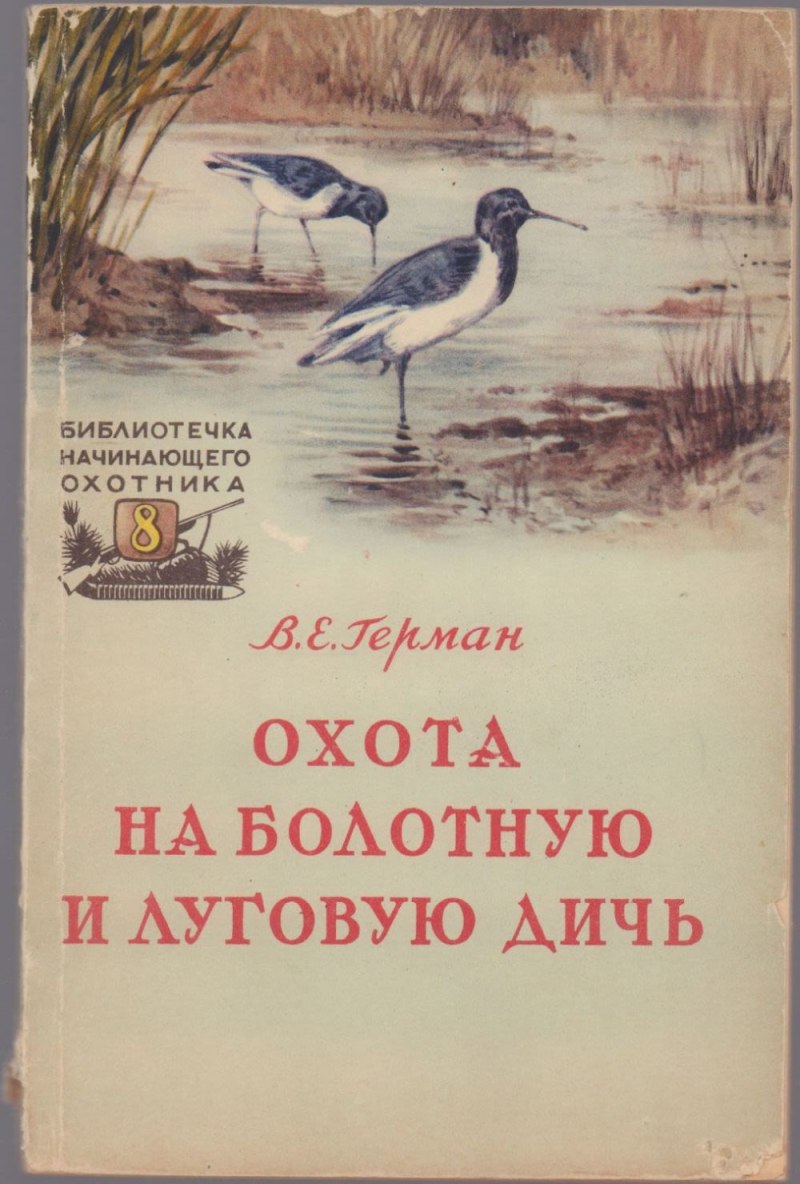 БИБЛИОТЕЧКА
НАЧИНАЮЩЕГО
ОХОТНИКА
8
В.Е.Герман
ОХОТА
НА БОЛОТНУЮ
И ЛУГОВУЮ ДИЧЬ